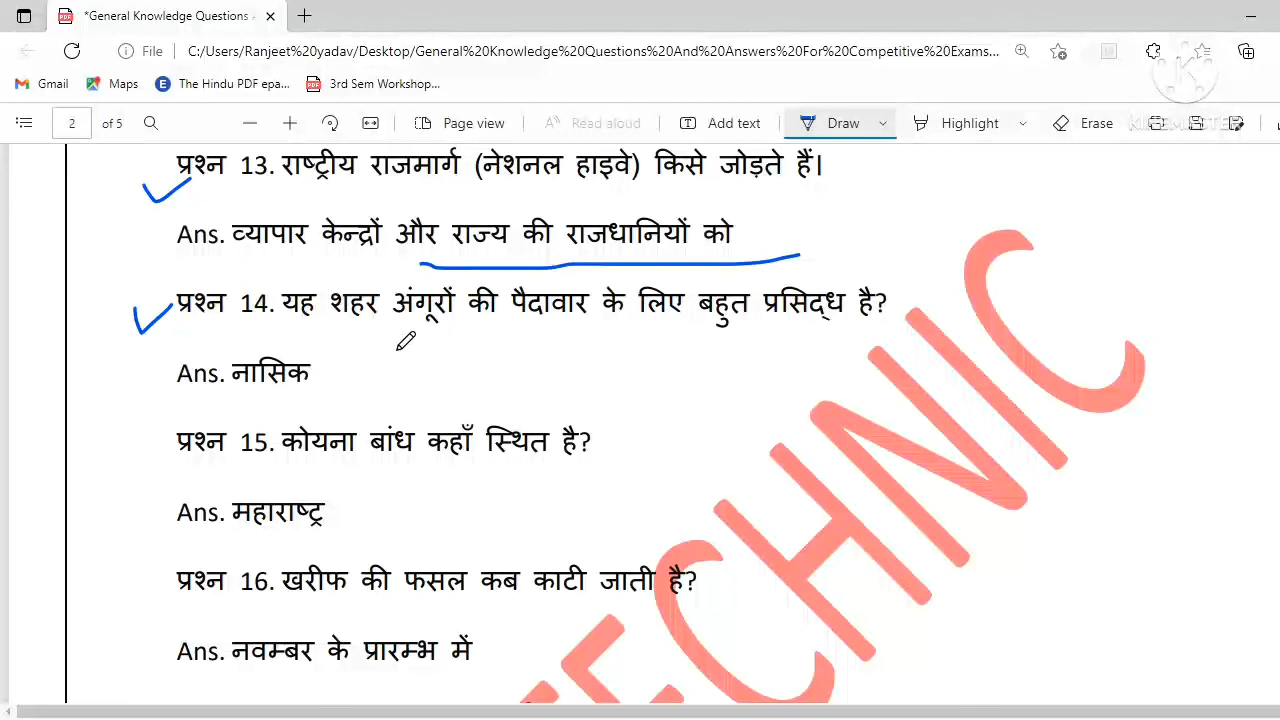 *General Knowledge Questions
File
C:/Users/Ranjeet%20yadav/Desktop/General%20Knowledge%20Questions%20And%20Answers%20For%20Competitive%20Exams...
Gmail Maps The Hindu PDF epa... 3rd Sem Workshop...
2 of 5 Page view Read aloud Add text Draw Highlight Erase
प्रश्न 13. राष्ट्रीय राजमार्ग (नेशनल हाइवे) किसे जोड़ते हैं।
Ans. व्यापार केन्द्रों और राज्य की राजधानियों को
प्रश्न 14. यह शहर अंगूरों की पैदावार के लिए बहुत प्रसिद्ध है?
Ans. नासिक
प्रश्न 15. कोयना बांध कहाँ स्थित है?
Ans. महाराष्ट्र
प्रश्न 16. खरीफ की फसल कब काटी जाती है?
Ans. नवम्बर के प्रारम्भ में
TECHNIC